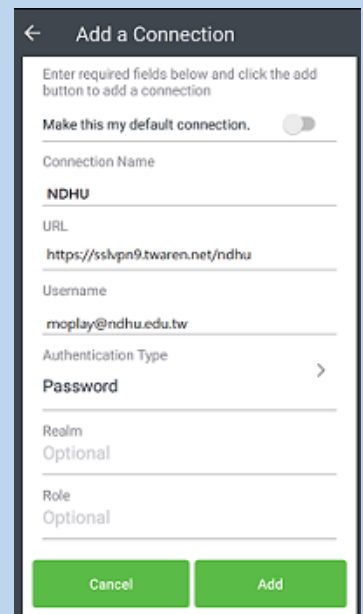 Add a Connection
Enter required fields below and click the add
button to add a connection
Make this my default connection.
Connection Name
NDHU
URL
https://sslvpn9.twaren.net/ndhu
Username
moplay@ndhu.edu.tw
Authentication Type
Password
Realm
Optional
Role
Optional
Cancel
Add